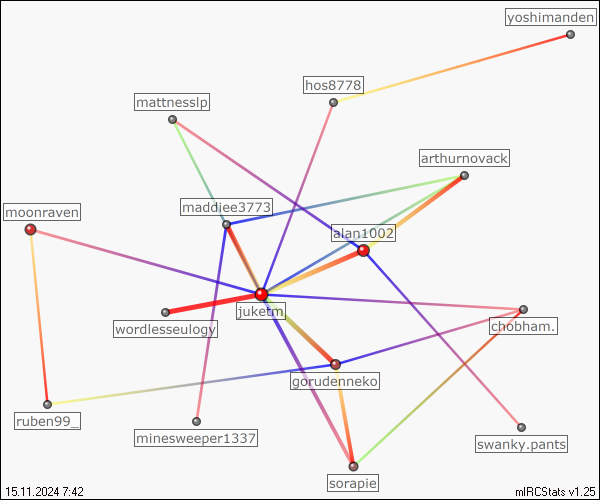 yoshimanden
hos8778
mattnesslp
arthurnovack
maddiee3773
moonraven
alan1002
juketm
wordlesseulogy
chobham.
gorudenneko
ruben99_
minesweeper1337
swanky.pants
sorapie
15.11.2024 7:42
mIRCStats v1.25